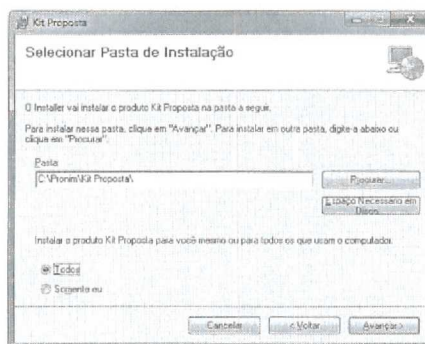 Kit Proposta
Selecionar Pasta de Instalação
O Installer vai instalar o produto Kit Proposta na pasta a seguir.
Para instalar nessa pasta, clique em "Avançar". Para instalar em outra pasta, digite-a abaixo ou
clique em "Procurar".
Pasta
C:\Pronim\Kit Proposta\
Procurar...
Espaço Necessário em
Disco...
Instalar o produto Kit Proposta para você mesmo ou para todos os que usam o computador:
Todos
Somente eu
Cancelar
< Voltar
Avançar >